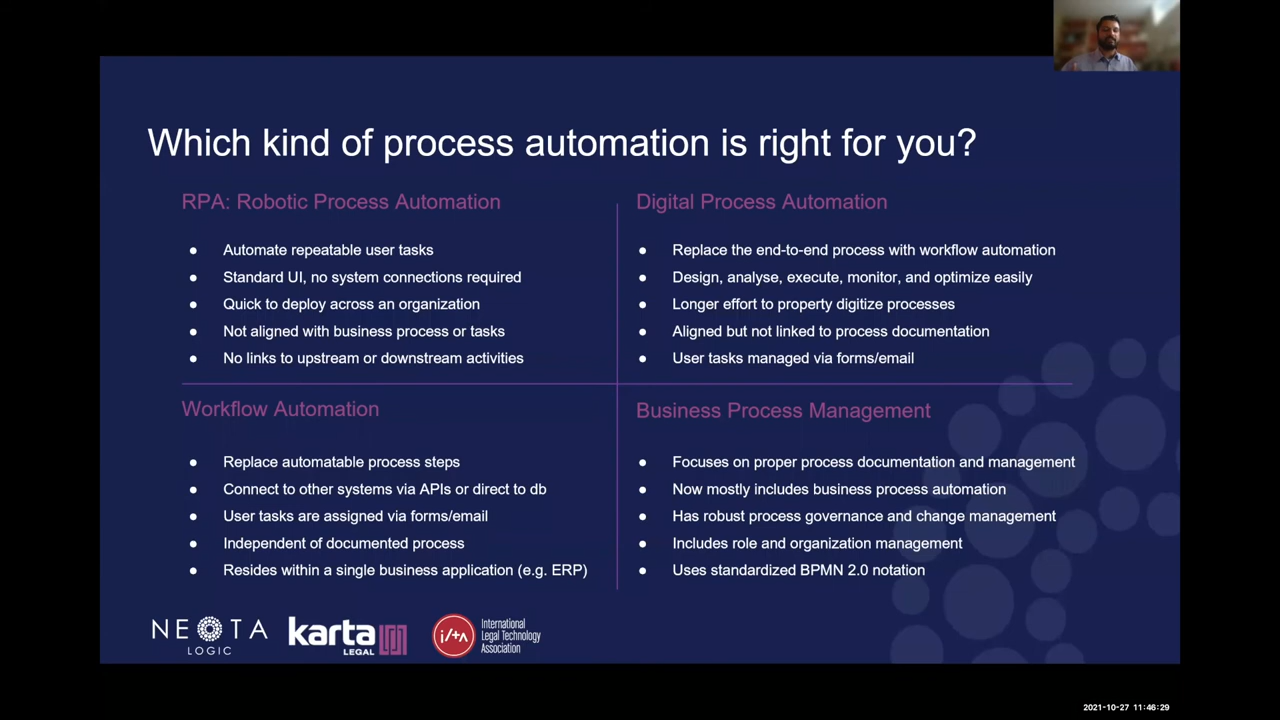 Which kind of process automation is right for you?
RPA: Robotic Process Automation
● Automate repeatable user tasks
● Standard UI, no system connections required
● Quick to deploy across an organization
● Not aligned with business process or tasks
● No links to upstream or downstream activities
Digital Process Automation
● Replace the end-to-end process with workflow automation
● Design, analyse, execute, monitor, and optimize easily
● Longer effort to property digitize processes
● Aligned but not linked to process documentation
● User tasks managed via forms/email
Workflow Automation
● Replace automatable process steps
● Connect to other systems via APIs or direct to db
● User tasks are assigned via forms/email
● Independent of documented process
● Resides within a single business application (e.g. ERP)
Business Process Management
● Focuses on proper process documentation and management
● Now mostly includes business process automation
● Has robust process governance and change management
● Includes role and organization management
● Uses standardized BPMN 2.0 notation
NEOTA
LOGIC
karta
LEGAL
i/ta
International
Legal Technology
Association
2021-10-27 11:46:29